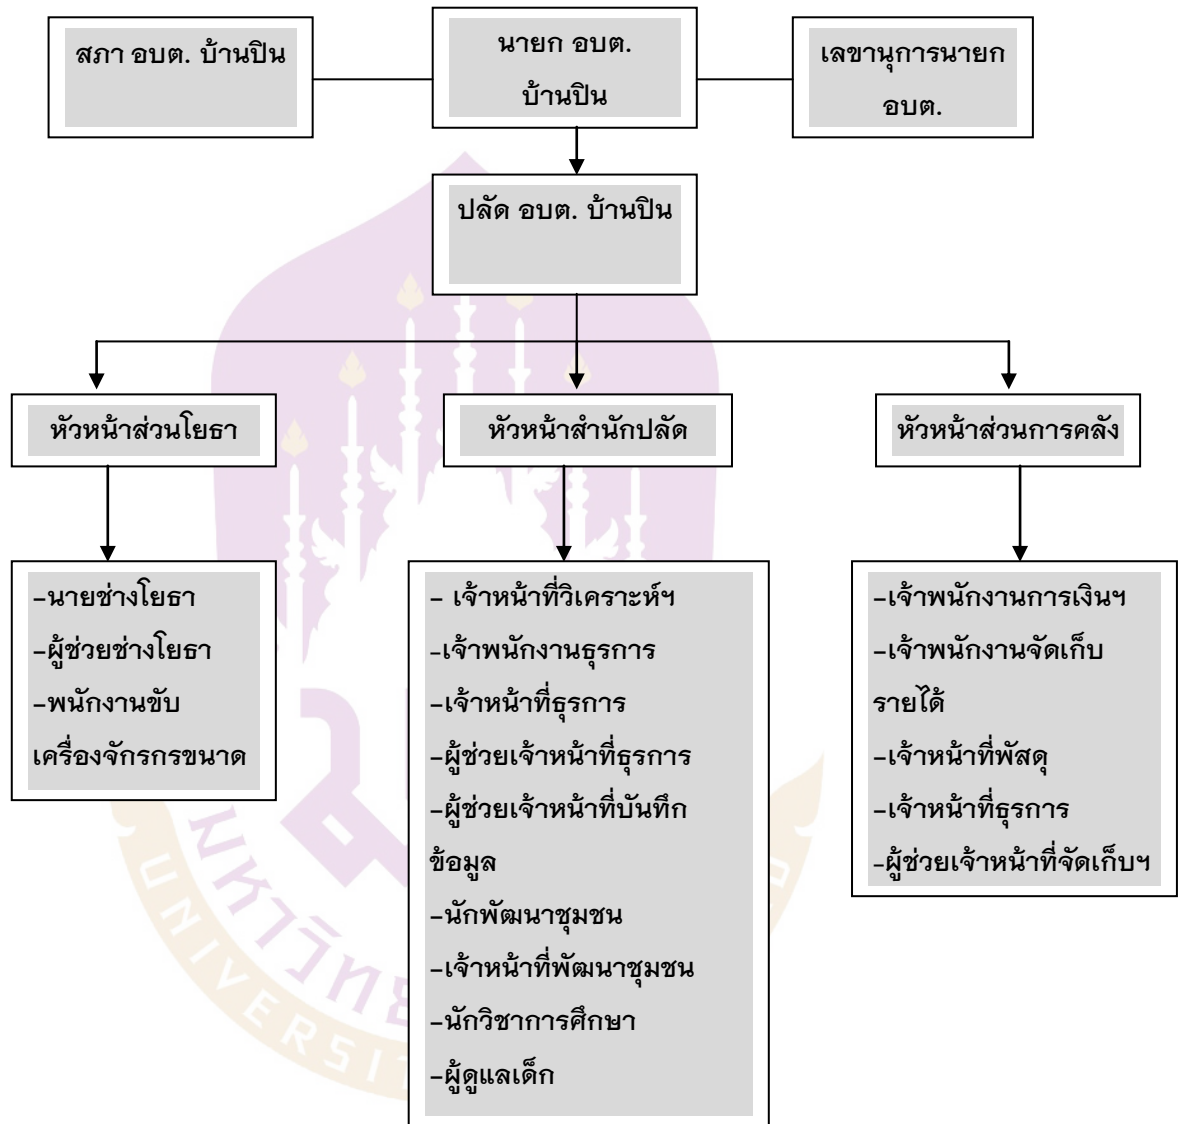 สภา อบต. บ้านปิน
นายก อบต.
บ้านปิน
เลขานุการนายก
อบต.
ปลัด อบต. บ้านปิน
หัวหน้าส่วนโยธา
หัวหน้าสำนักปลัด
หัวหน้าส่วนการคลัง
-นายช่างโยธา
-ผู้ช่วยช่างโยธา
-พนักงานขับ
เครื่องจักรกรขนาด
- เจ้าหน้าที่วิเคราะห์ฯ
-เจ้าพนักงานธุรการ
-เจ้าหน้าที่ธุรการ
-ผู้ช่วยเจ้าหน้าที่ธุรการ
-ผู้ช่วยเจ้าหน้าที่บันทึก
ข้อมูล
-นักพัฒนาชุมชน
-เจ้าหน้าที่พัฒนาชุมชน
-นักวิชาการศึกษา
-ผู้ดูแลเด็ก
-เจ้าพนักงานการเงินฯ
-เจ้าพนักงานจัดเก็บ
รายได้
-เจ้าหน้าที่พัสดุ
-เจ้าหน้าที่ธุรการ
-ผู้ช่วยเจ้าหน้าที่จัดเก็บฯ